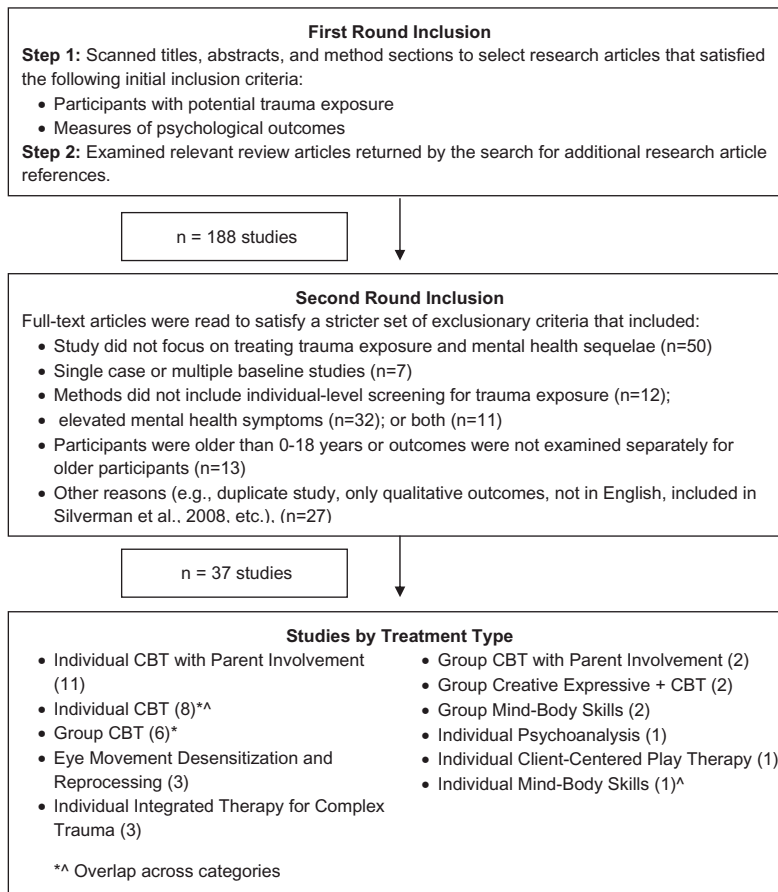 First Round Inclusion
Step 1: Scanned titles, abstracts, and method sections to select research articles that satisfied
the following initial inclusion criteria:
• Participants with potential trauma exposure
• Measures of psychological outcomes
Step 2: Examined relevant review articles returned by the search for additional research article
references.
n = 188 studies
Second Round Inclusion
Full-text articles were read to satisfy a stricter set of exclusionary criteria that included:
• Study did not focus on treating trauma exposure and mental health sequelae (n=50)
• Single case or multiple baseline studies (n=7)
• Methods did not include individual-level screening for trauma exposure (n=12);
• elevated mental health symptoms (n=32); or both (n=11)
• Participants were older than 0-18 years or outcomes were not examined separately for
older participants (n=13)
• Other reasons (e.g., duplicate study, only qualitative outcomes, not in English, included in
Silverman et al., 2008, etc.), (n=27)
n = 37 studies
Studies by Treatment Type
• Individual CBT with Parent Involvement
(11)
• Individual CBT (8)*^
• Group CBT (6)*
• Eye Movement Desensitization and
Reprocessing (3)
• Individual Integrated Therapy for Complex
Trauma (3)
• Group CBT with Parent Involvement (2)
• Group Creative Expressive + CBT (2)
• Group Mind-Body Skills (2)
• Individual Psychoanalysis (1)
• Individual Client-Centered Play Therapy (1)
• Individual Mind-Body Skills (1)^
*^ Overlap across categories